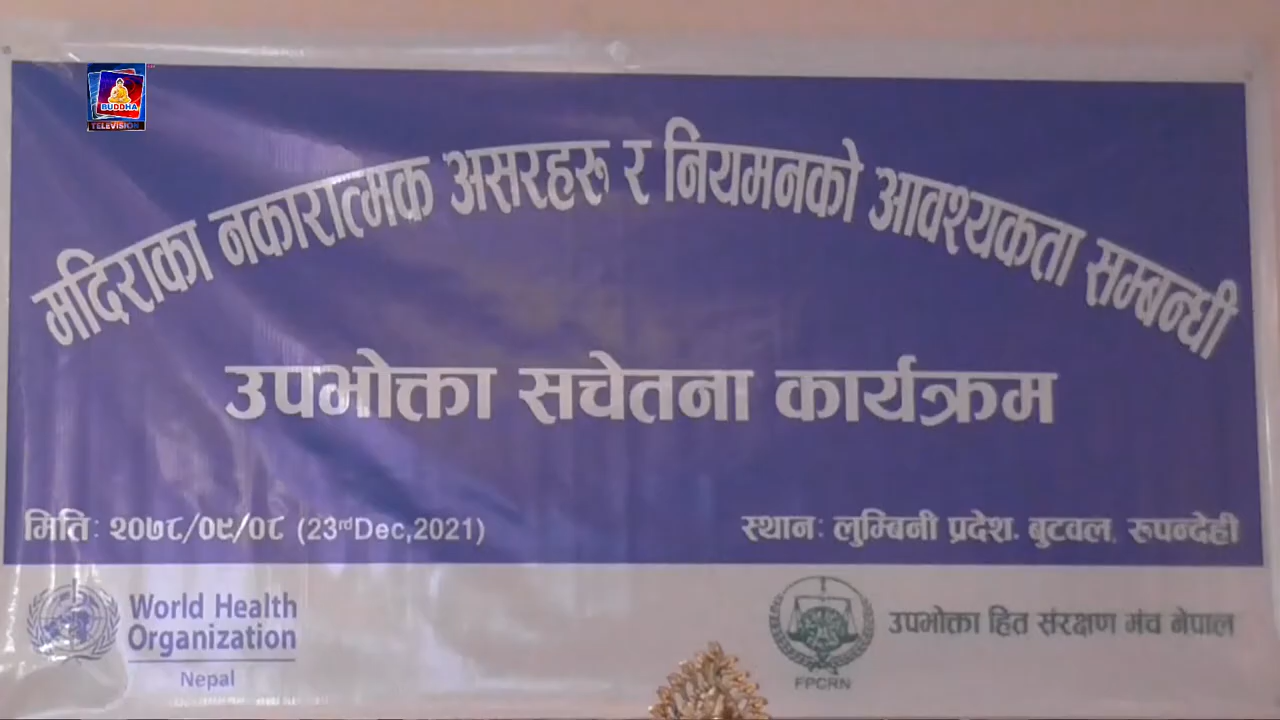 BUDDHA
TELEVISION
मदिराका नकारात्मक असरहरु र नियमनको आवश्यकता सम्बन्धी
उपभोक्ता सचेतना कार्यक्रम
मिति: २०७८/०९/०८ (23rdDec,2021)
स्थान: लुम्बिनी प्रदेश. बुटवल, रुपन्देही
World Health
Organization
Nepal
उपभोक्ता हित संरक्षण मंच नेपाल
FPCRN